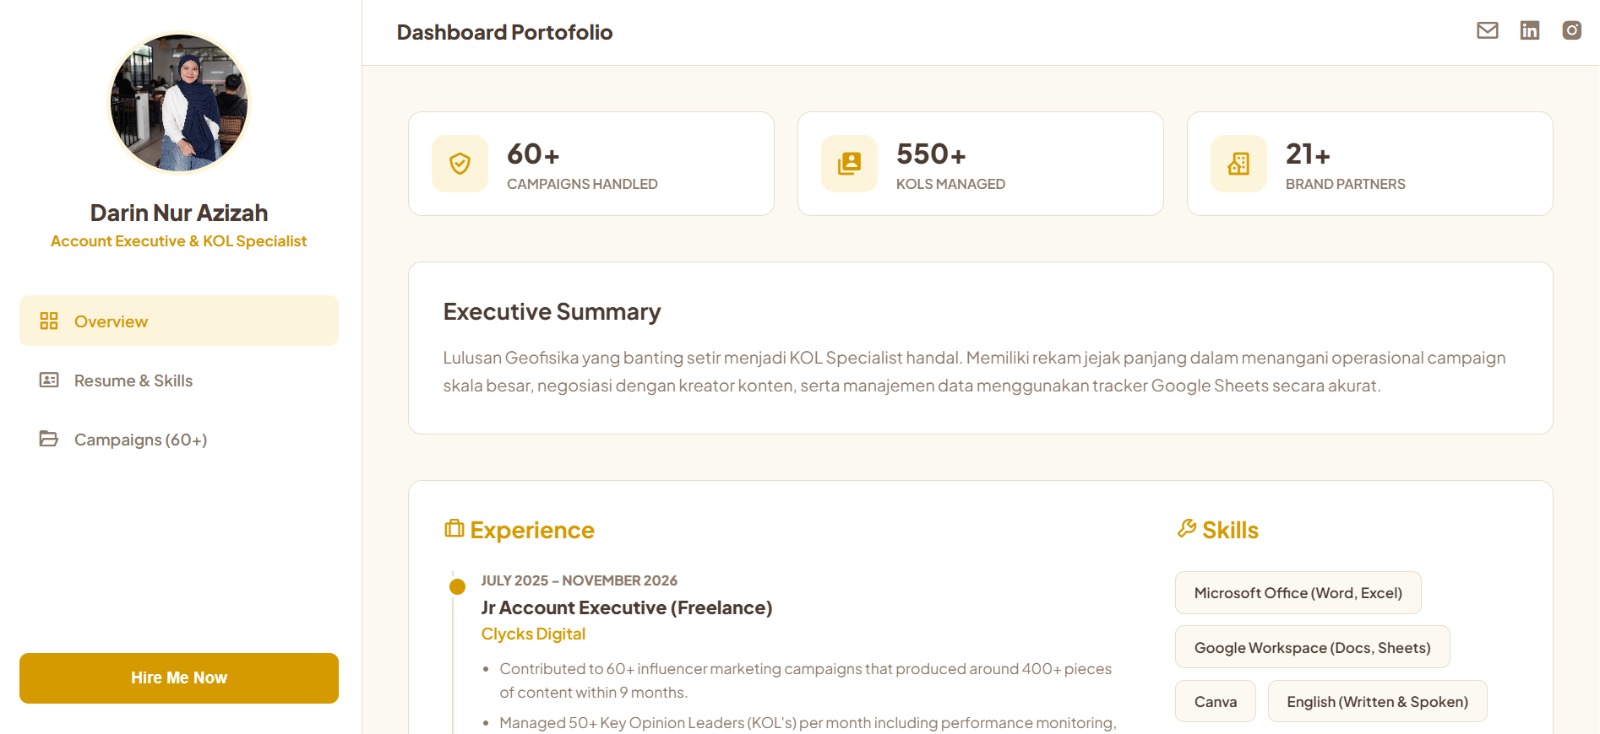 Darin Nur Azizah
Account Executive & KOL Specialist
Overview
Resume & Skills
Campaigns (60+)
Hire Me Now
Dashboard Portofolio
60+
CAMPAIGNS HANDLED
550+
KOLS MANAGED
21+
BRAND PARTNERS
Executive Summary
Lulusan Geofisika yang banting setir menjadi KOL Specialist handal. Memiliki rekam jejak panjang dalam menangani operasional campaign
skala besar, negosiasi dengan kreator konten, serta manajemen data menggunakan tracker Google Sheets secara akurat.
Experience
JULY 2025 - NOVEMBER 2026
Jr Account Executive (Freelance)
Clycks Digital
• Contributed to 60+ influencer marketing campaigns that produced around 400+ pieces
of content within 9 months.
• Managed 50+ Key Opinion Leaders (KOL's) per month including performance monitoring,
Skills
Microsoft Office (Word, Excel)
Google Workspace (Docs, Sheets)
Canva
English (Written & Spoken)